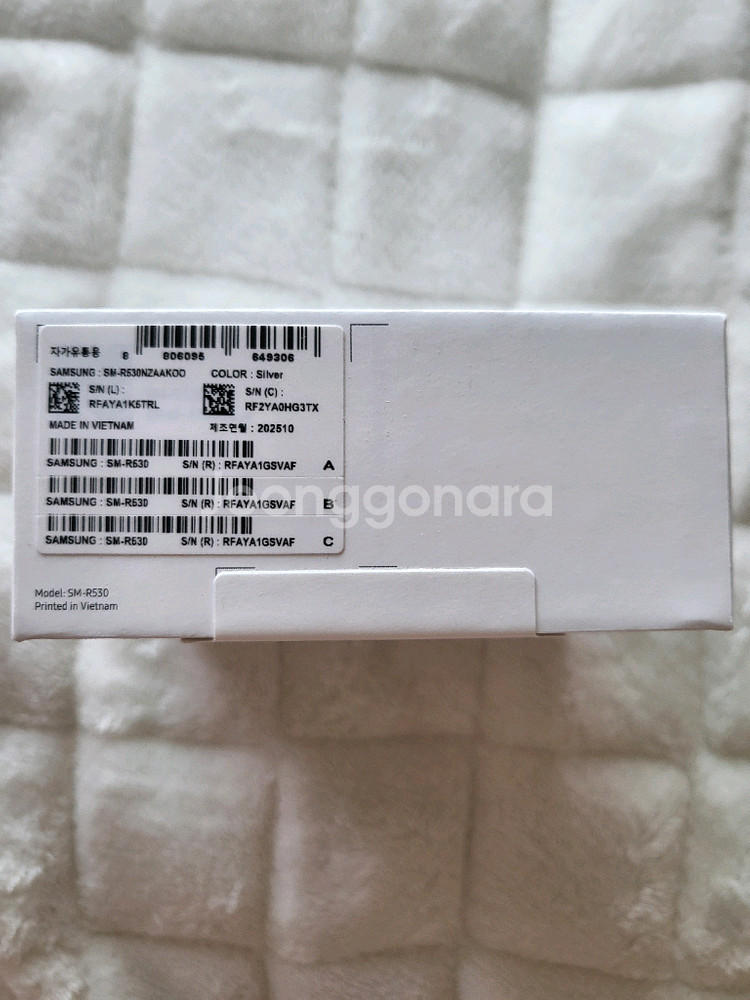 자가유통용
8 806095 649306
SAMSUNG : SM-R530NZAAKOO COLOR : Silver
S/N (L) : S/N (C) :
RFAYA1K5TRL RF2YA0HG3TX
MADE IN VIETNAM 제조연월 : 202510
SAMSUNG : SM-R530 S/N (R) : RFAYA1GSVAF A
SAMSUNG : SM-R530 S/N (R) : RFAYA1GSVAF B
SAMSUNG : SM-R530 S/N (R) : RFAYA1GSVAF C
joonggonara
Model: SM-R530
Printed in Vietnam